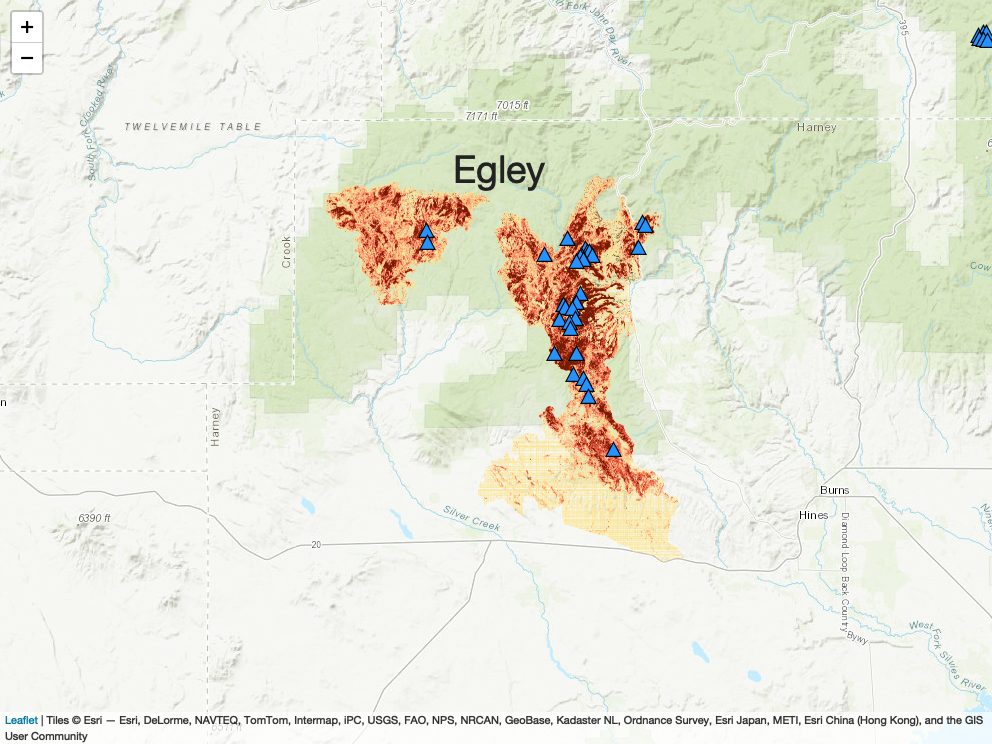 +
−
South Fork John Day River
395
7015 ft
7171 ft
TWELVEMILE TABLE
Harney
South Fork Crooked River
Egley
Crook
Cow
n
Harney
6390 ft
Silver Creek
20
Burns
Hines
Diamond Loop Back Country Bywy
West Fork Silvies River
Leaflet | Tiles © Esri — Esri, DeLorme, NAVTEQ, TomTom, Intermap, iPC, USGS, FAO, NPS, NRCAN, GeoBase, Kadaster NL, Ordnance Survey, Esri Japan, METI, Esri China (Hong Kong), and the GIS
User Community